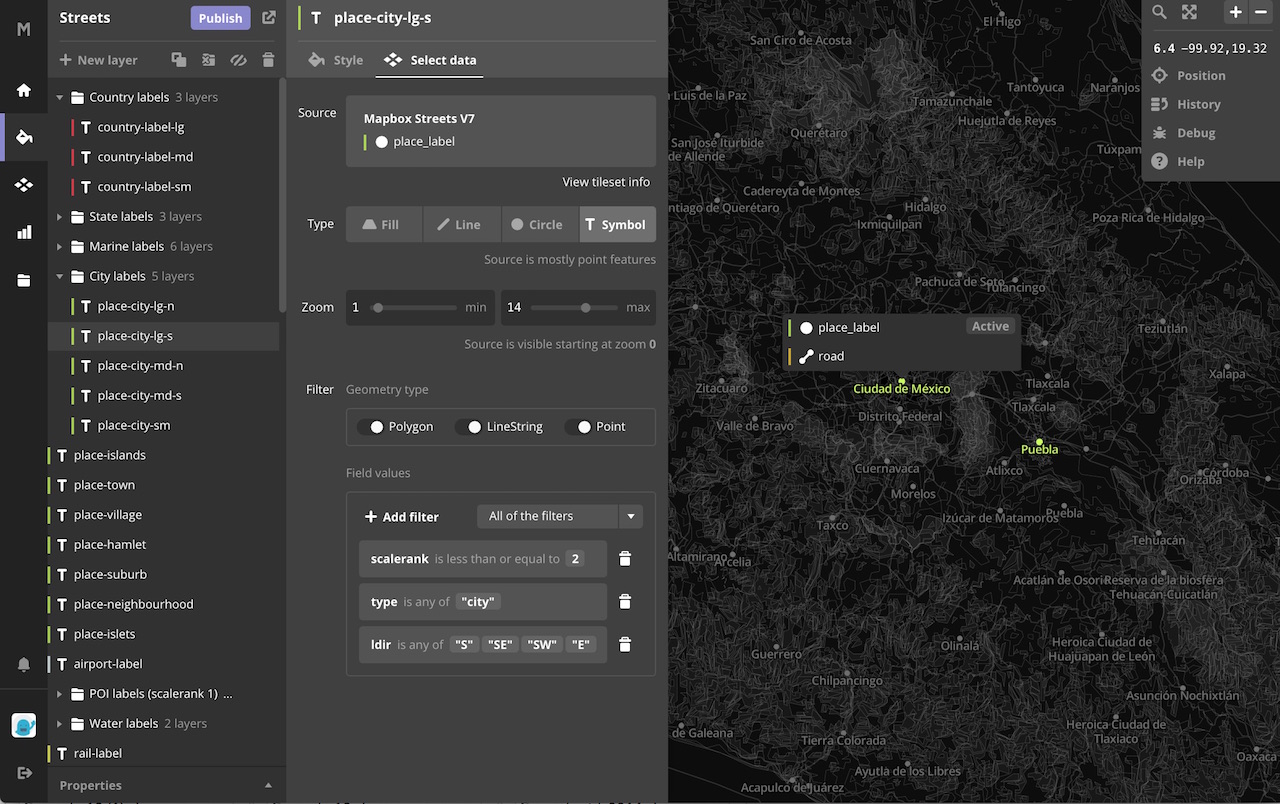 M
Streets
Publish
New layer
Country labels 3 layers
country-label-lg
country-label-md
country-label-sm
State labels 3 layers
Marine labels 6 layers
City labels 5 layers
place-city-lg-n
place-city-lg-s
place-city-md-n
place-city-md-s
place-city-sm
place-islands
place-town
place-village
place-hamlet
place-suburb
place-neighbourhood
place-islets
airport-label
POI labels (scalerank 1) ...
Water labels 2 layers
rail-label
Properties
place-city-lg-s
Style
Select data
Source
Mapbox Streets V7
place_label
View tileset info
Type
Fill
Line
Circle
Symbol
Source is mostly point features
Zoom
1 min
14 max
Source is visible starting at zoom 0
Filter
Geometry type
Polygon
LineString
Point
Field values
Add filter
All of the filters
scalerank is less than or equal to 2
type is any of "city"
ldir is any of "S" "SE" "SW" "E"
6.4 −99.92,19.32
Position
History
Debug
Help
El Higo
San Ciro de Acosta
Luis de la Paz
Tamazunchale
Tantoyuca
Naranjos
Huejutla de Reyes
Querétaro
San José Iturbide
de Allende
Túxpam
Cadereyta de Montes
ntiago de Querétaro
Hidalgo
Ixmiquilpan
Poza Rica de Hidalgo
Pachuca de Soto
Tulancingo
place_label
Active
road
Teziutlán
Xalapa
Zitácuaro
Ciudad de México
Tlaxcala
Distrito Federal
Tlaxcala
Valle de Bravo
Puebla
Cuernavaca
Atlixco
Córdoba
Orizaba
Morelos
Taxco
Izúcar de Matamoros
Puebla
Tehuacán
Altamirano
Arcelia
Acatlán de Osori
Reserva de la biosfera
Tehuacán-Cuicatlán
Olinalá
Heroica Ciudad de
Huajuapan de León
Guerrero
Chilpancingo
Asunción Nochixtlán
de Galeana
Tierra Colorada
Heroica Ciudad de
Tlaxiaco
Oaxaca
Ayutla de los Libres
Acapulco de Juárez